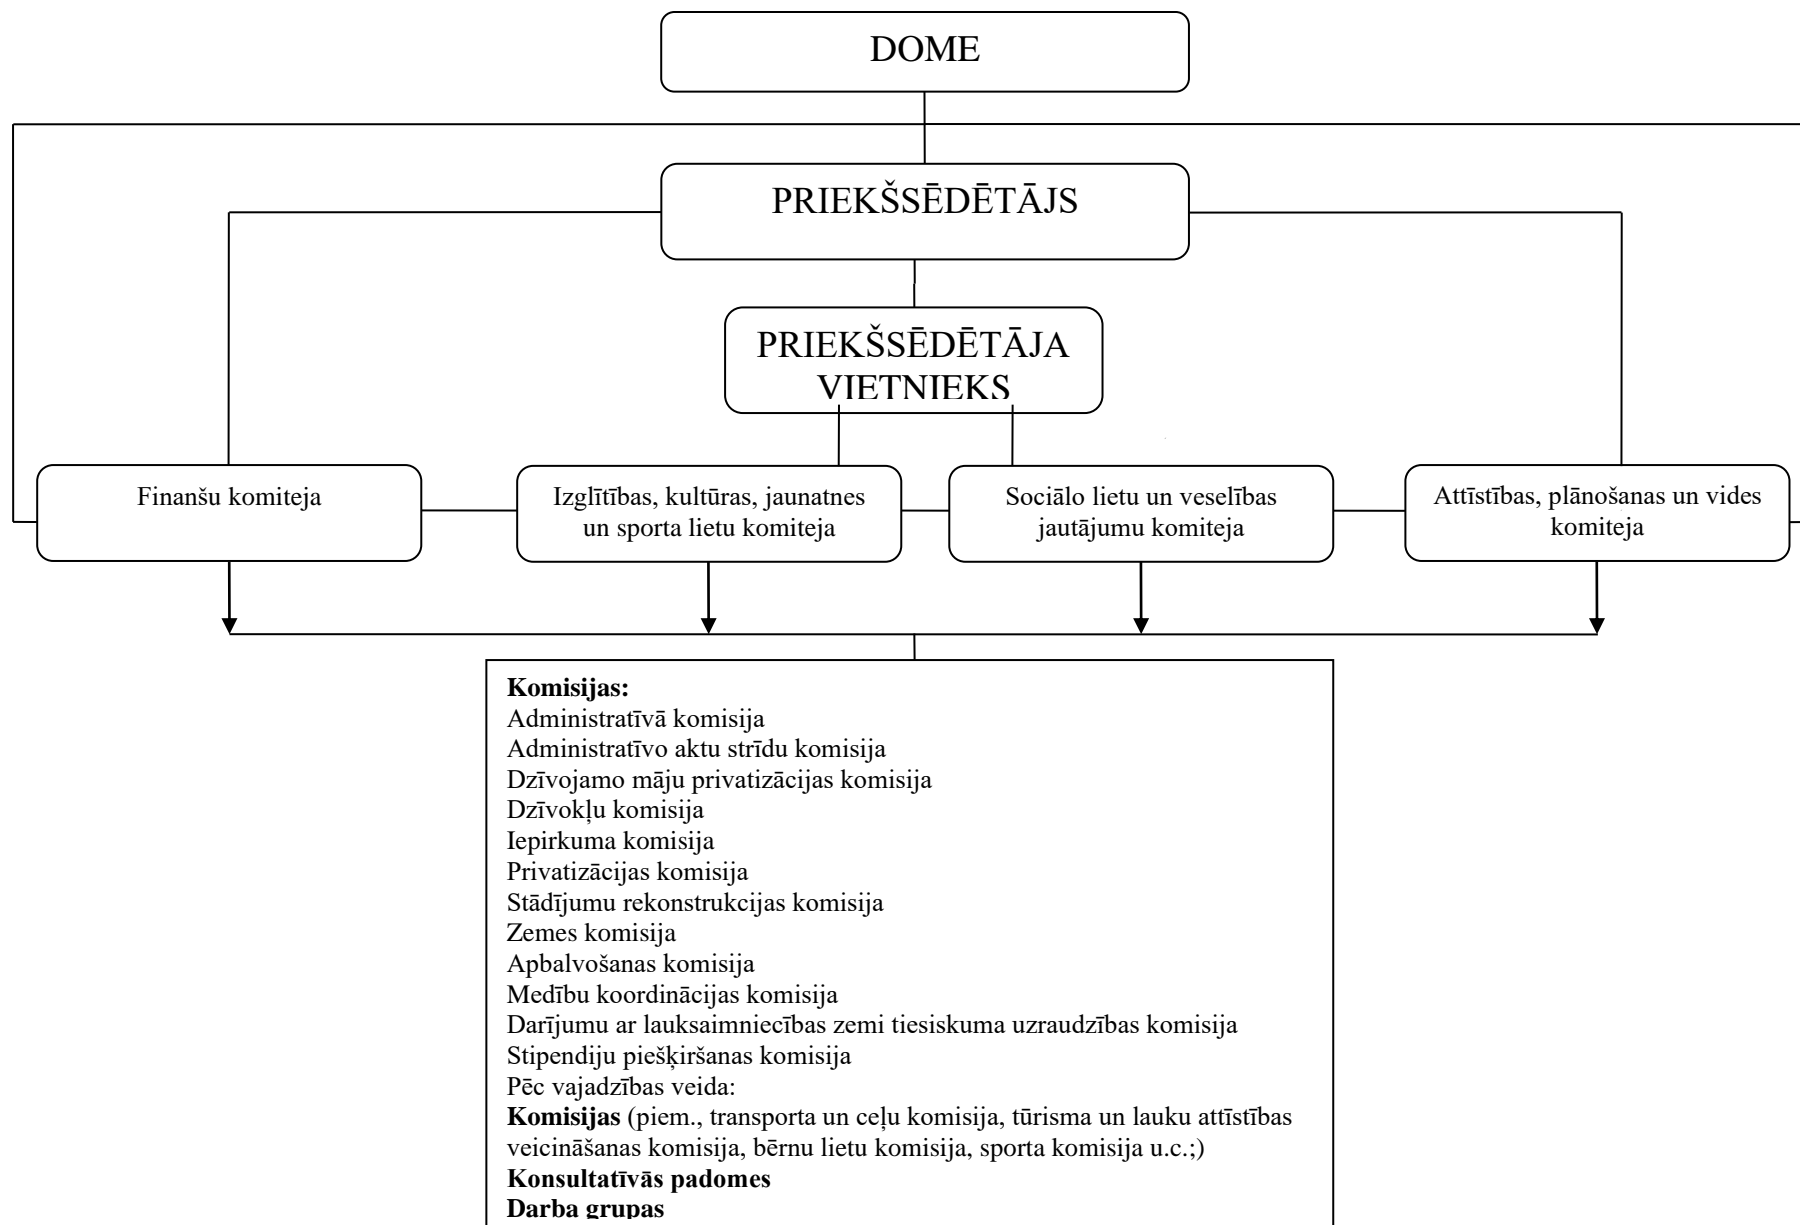 DOME
PRIEKŠSĒDĒTĀJS
PRIEKŠSĒDĒTĀJA
VIETNIEKS
Finanšu komiteja
Izglītības, kultūras, jaunatnes
un sporta lietu komiteja
Sociālo lietu un veselības
jautājumu komiteja
Attīstības, plānošanas un vides
komiteja
Komisijas:
Administratīvā komisija
Administratīvo aktu strīdu komisija
Dzīvojamo māju privatizācijas komisija
Dzīvokļu komisija
Iepirkuma komisija
Privatizācijas komisija
Stādījumu rekonstrukcijas komisija
Zemes komisija
Apbalvošanas komisija
Medību koordinācijas komisija
Darījumu ar lauksaimniecības zemi tiesiskuma uzraudzības komisija
Stipendiju piešķiršanas komisija
Pēc vajadzības veida:
Komisijas (piem., transporta un ceļu komisija, tūrisma un lauku attīstības
veicināšanas komisija, bērnu lietu komisija, sporta komisija u.c.;)
Konsultatīvās padomes
Darba grupas